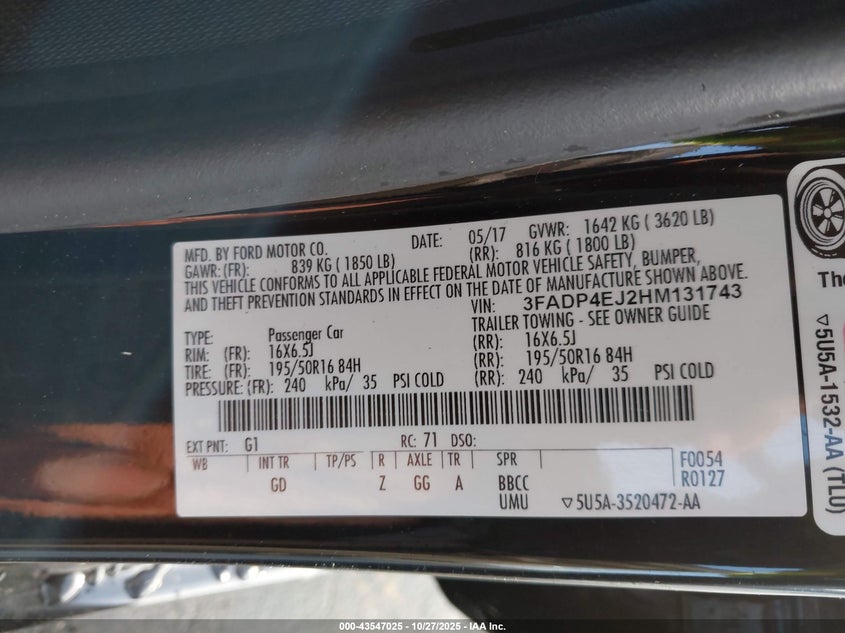 MFD. BY FORD MOTOR CO. DATE: 05/17 GVWR: 1642 KG ( 3620 LB)
GAWR: (FR): 839 KG ( 1850 LB) (RR): 816 KG ( 1800 LB)
THIS VEHICLE CONFORMS TO ALL APPLICABLE FEDERAL MOTOR VEHICLE SAFETY, BUMPER,
AND THEFT PREVENTION STANDARDS IN EFFECT ON THE DATE OF MANUFACTURE SHOWN ABOVE.
VIN: 3FADP4EJ2HM131743
TYPE: Passenger Car TRAILER TOWING - SEE OWNER GUIDE
RIM: (FR): 16X6.5J (RR): 16X6.5J
TIRE: (FR): 195/50R16 84H (RR): 195/50R16 84H
PRESSURE: (FR): 240 kPa/ 35 PSI COLD (RR): 240 kPa/ 35 PSI COLD
EXT PNT: G1 RC: 71 DSO:
WB INT TR TP/PS R AXLE TR SPR F0054
GD Z GG A BBCC R0127
UMU ▽5U5A-3520472-AA
The
▽5U5A-1532-AA (TLU)
000-43547025 | 10/27/2025 | IAA Inc.